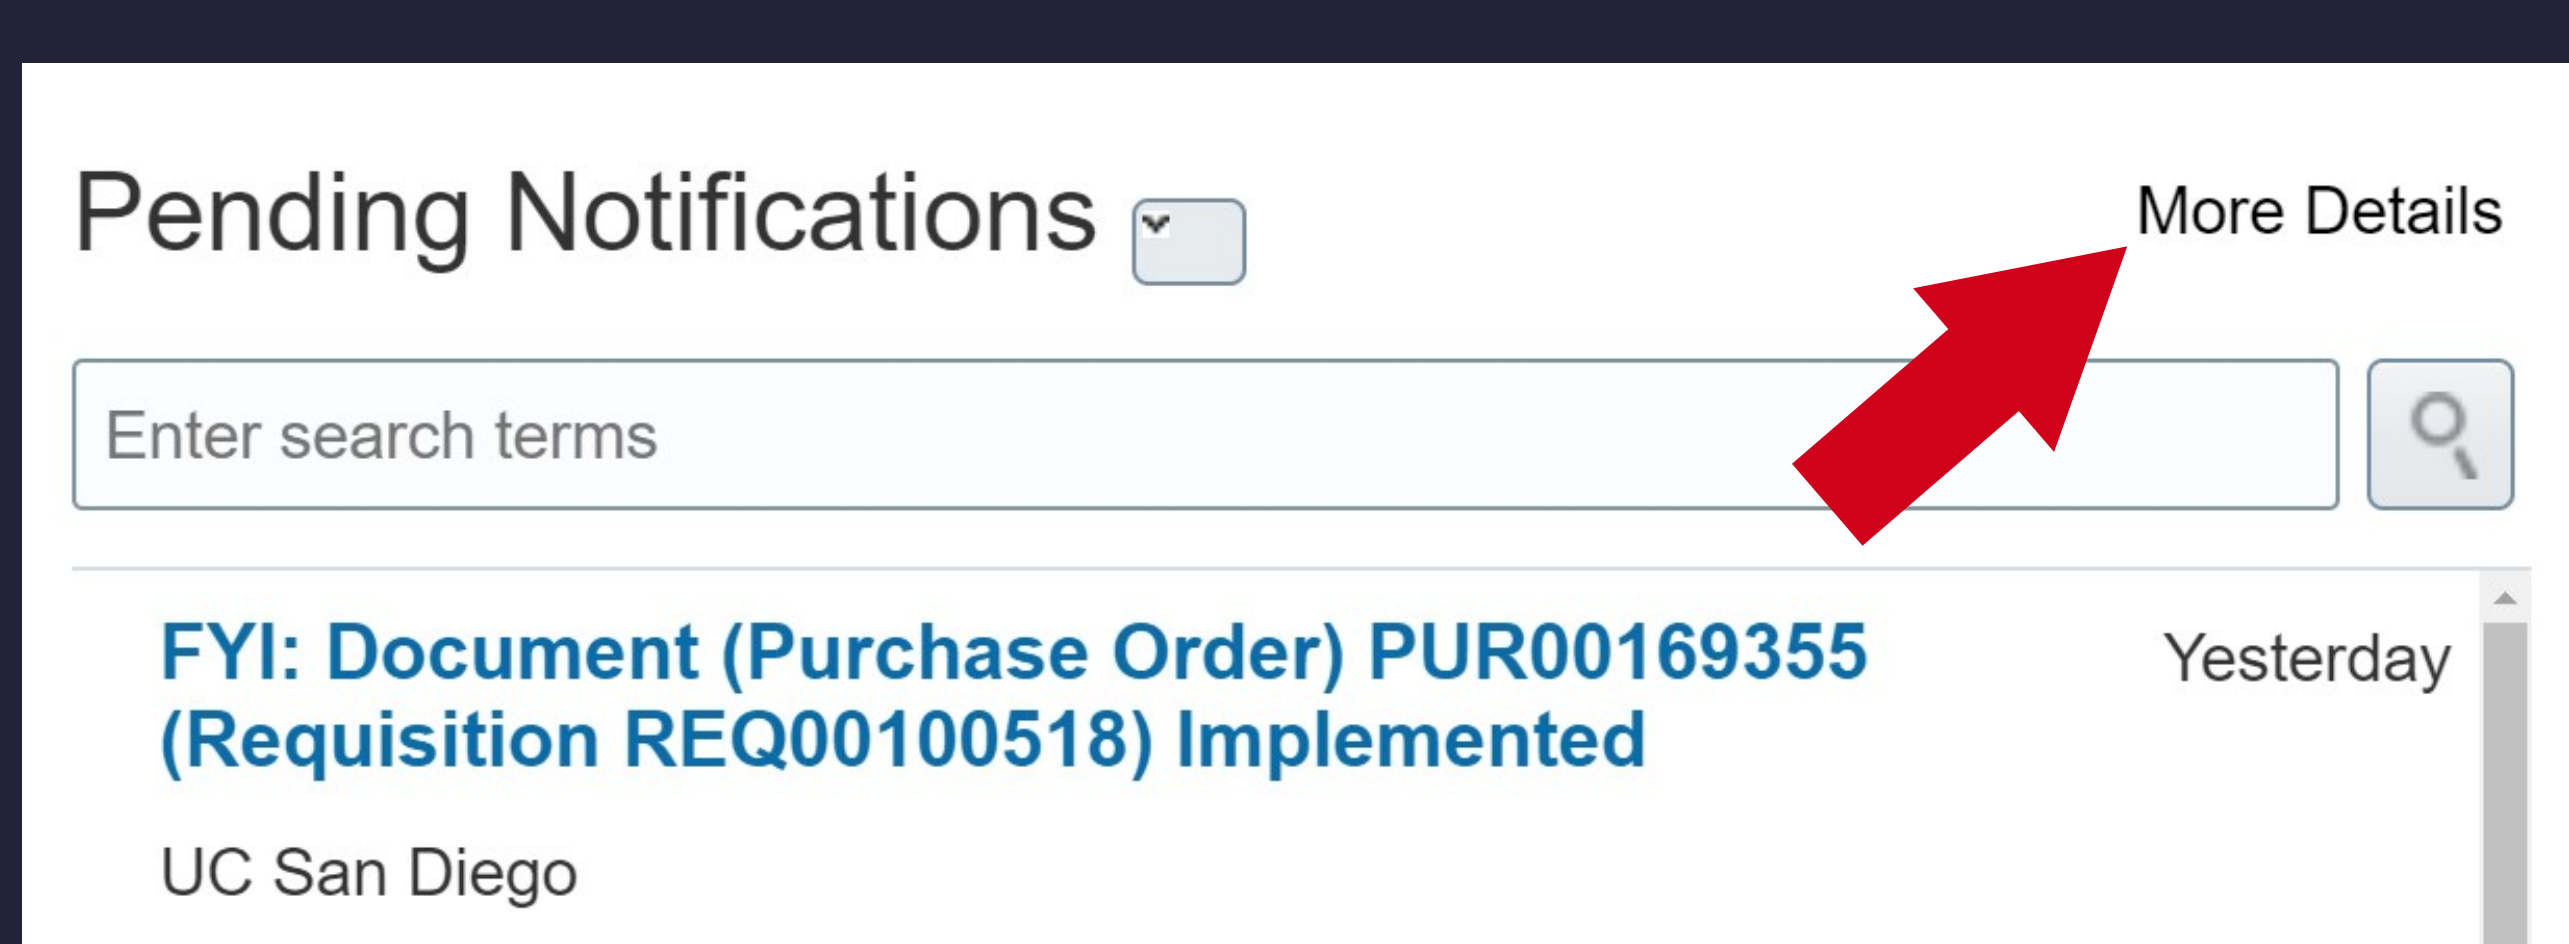 Pending Notifications
More Details
Enter search terms
FYI: Document (Purchase Order) PUR00169355
Yesterday
(Requisition REQ00100518) Implemented
UC San Diego